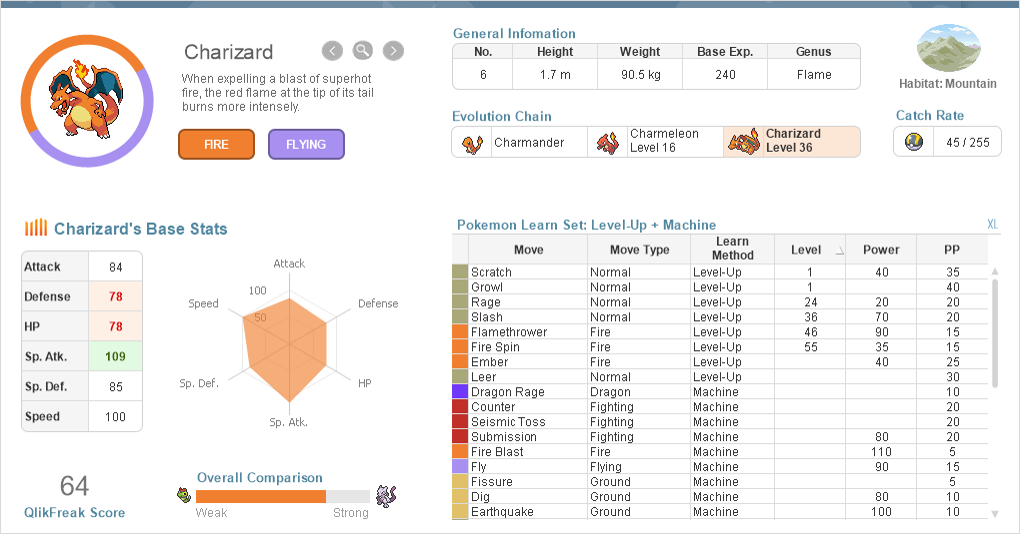 Charizard
When expelling a blast of superhot
fire, the red flame at the tip of its tail
burns more intensely.
FIRE FLYING
General Infomation
No. Height Weight Base Exp. Genus
6 1.7 m 90.5 kg 240 Flame
Habitat: Mountain
Evolution Chain
Charmander
Charmeleon
Level 16
Charizard
Level 36
Catch Rate
45 / 255
Charizard's Base Stats
Attack 84
Defense 78
HP 78
Sp. Atk. 109
Sp. Def. 85
Speed 100
Attack
100
50
Speed
Defense
Sp. Def.
HP
Sp. Atk.
64
QlikFreak Score
Overall Comparison
Weak Strong
Pokemon Learn Set: Level-Up + Machine XL
Move Move Type Learn Method Level Power PP
Scratch Normal Level-Up 1 40 35
Growl Normal Level-Up 1 40
Rage Normal Level-Up 24 20 20
Slash Normal Level-Up 36 70 20
Flamethrower Fire Level-Up 46 90 15
Fire Spin Fire Level-Up 55 35 15
Ember Fire Level-Up 40 25
Leer Normal Level-Up 30
Dragon Rage Dragon Machine 10
Counter Fighting Machine 20
Seismic Toss Fighting Machine 20
Submission Fighting Machine 80 20
Fire Blast Fire Machine 110 5
Fly Flying Machine 90 15
Fissure Ground Machine 5
Dig Ground Machine 80 10
Earthquake Ground Machine 100 10